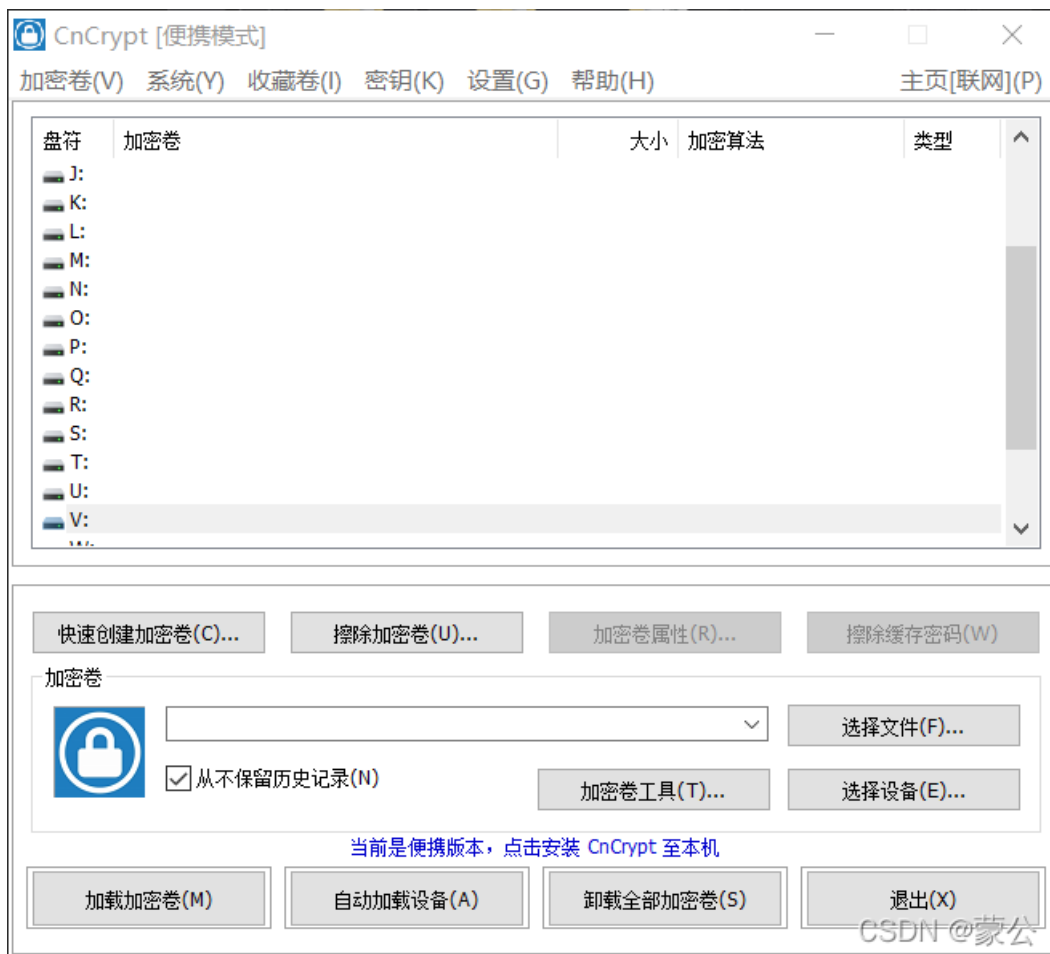 CnCrypt [便携模式]
加密卷(V) 系统(Y) 收藏卷(I) 密钥(K) 设置(G) 帮助(H) 主页[联网](P)
盘符 加密卷 大小 加密算法 类型
J:
K:
L:
M:
N:
O:
P:
Q:
R:
S:
T:
U:
V:
快速创建加密卷(C)... 擦除加密卷(U)... 加密卷属性(R)... 擦除缓存密码(W)
加密卷
选择文件(F)...
从不保留历史记录(N)
加密卷工具(T)... 选择设备(E)...
当前是便携版本，点击安装 CnCrypt 至本机
加载加密卷(M) 自动加载设备(A) 卸载全部加密卷(S) 退出(X)
CSDN @蒙公